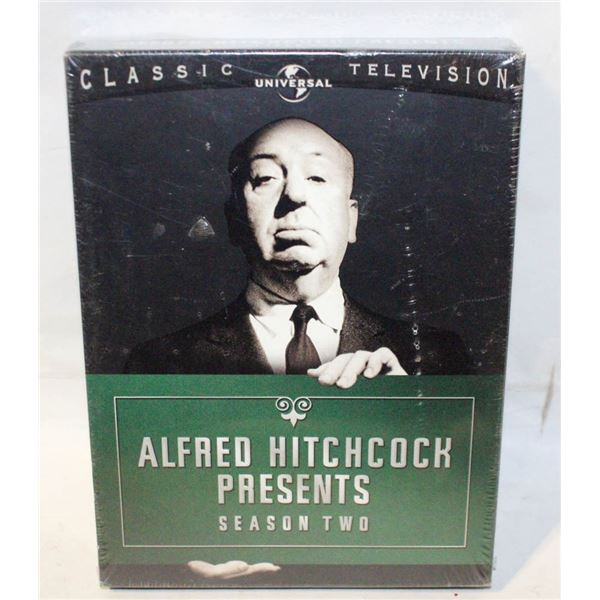 CLASSIC UNIVERSAL TELEVISION
ALFRED HITCHCOCK
PRESENTS
SEASON TWO